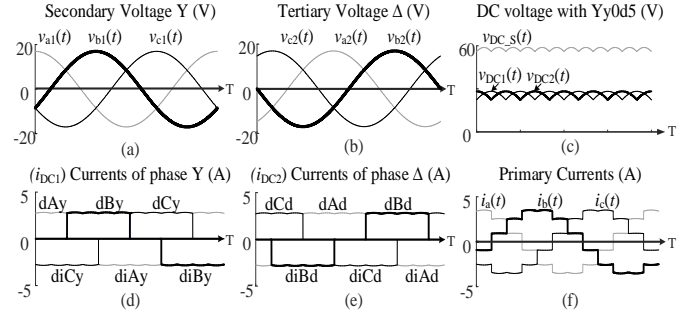 Secondary Voltage Y (V)
Tertiary Voltage Δ (V)
DC voltage with Yy0d5 (V)
20
va1(t)
vb1(t)
vc1(t)
0
T
-20
(a)
20
vc2(t)
va2(t)
vb2(t)
0
T
-20
(b)
60
vDC_S(t)
vDC1(t)
vDC2(t)
0
T
(c)
(iDC1) Currents of phase Y (A)
(iDC2) Currents of phase Δ (A)
Primary Currents (A)
5
dAy
dBy
dCy
0
T
diCy
diAy
diBy
-5
(d)
5
dCd
dAd
dBd
0
T
diBd
diCd
diAd
-5
(e)
5
ia(t)
ib(t)
ic(t)
0
T
-5
(f)